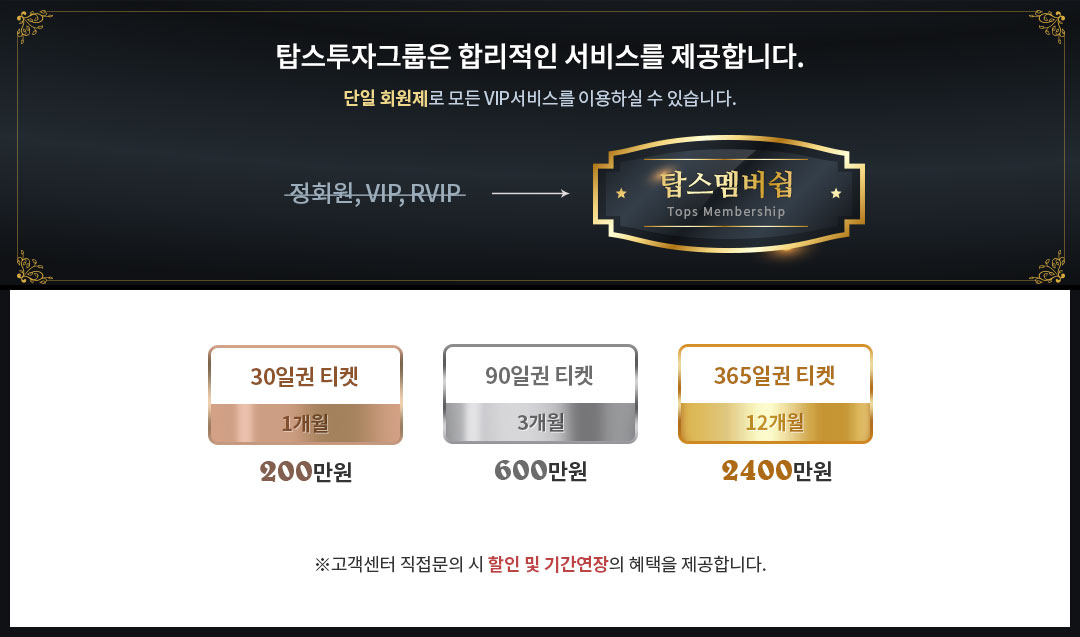 탑스투자그룹은 합리적인 서비스를 제공합니다.
단일 회원제로 모든 VIP서비스를 이용하실 수 있습니다.
정회원, VIP, RVIP
탑스멤버쉽
Tops Membership
30일권 티켓
1개월
200만원
90일권 티켓
3개월
600만원
365일권 티켓
12개월
2400만원
※고객센터 직접문의 시 할인 및 기간연장의 혜택을 제공합니다.